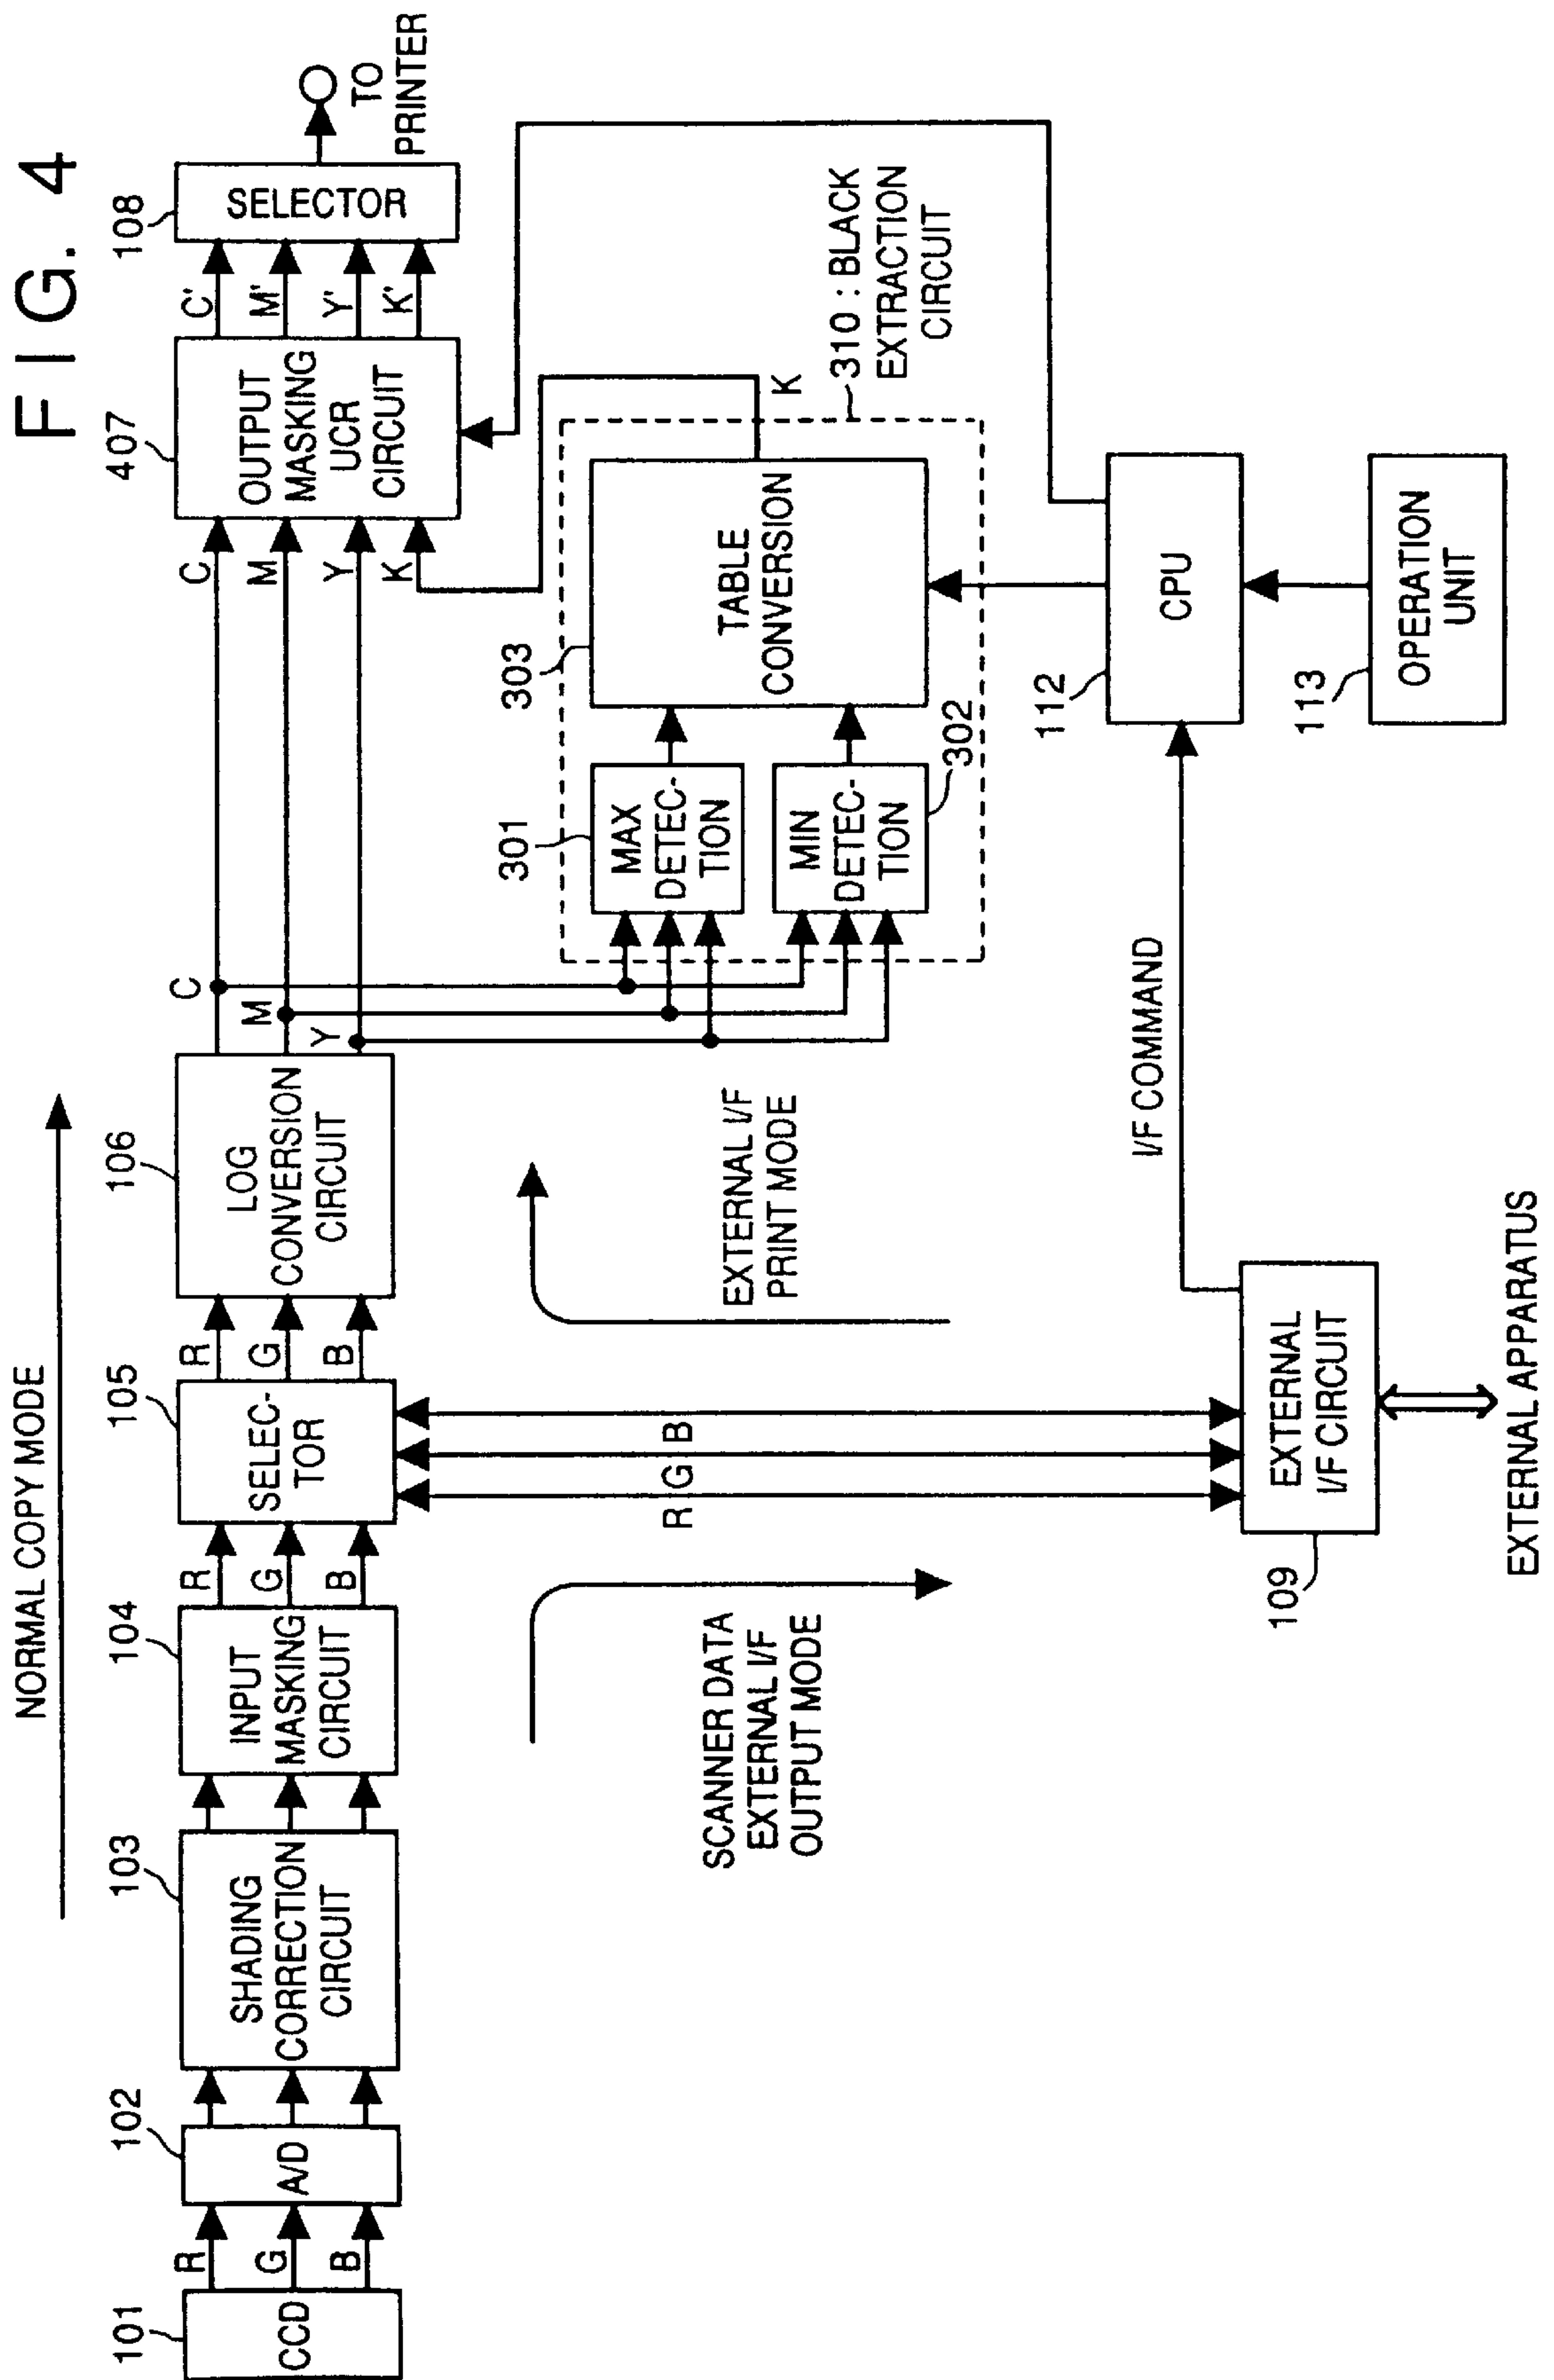 FIG. 4
NORMAL COPY MODE
101
CCD
R
G
B
102
A/D
103
SHADING
CORRECTION
CIRCUIT
104
INPUT
MASKING
CIRCUIT
R
G
B
105
SELEC-
TOR
R
G
B
106
LOG
CONVERSION
CIRCUIT
C
M
Y
C
M
Y
K
407
OUTPUT
MASKING
UCR
CIRCUIT
C'
M'
Y'
K'
108
SELECTOR
TO
PRINTER
301
MAX
DETEC-
TION
MIN
DETEC-
TION
302
303
TABLE
CONVERSION
K
310 : BLACK
EXTRACTION
CIRCUIT
SCANNER DATA
EXTERNAL I/F
OUTPUT MODE
R
G
B
EXTERNAL I/F
PRINT MODE
109
EXTERNAL
I/F CIRCUIT
EXTERNAL APPARATUS
I/F COMMAND
112
CPU
113
OPERATION
UNIT